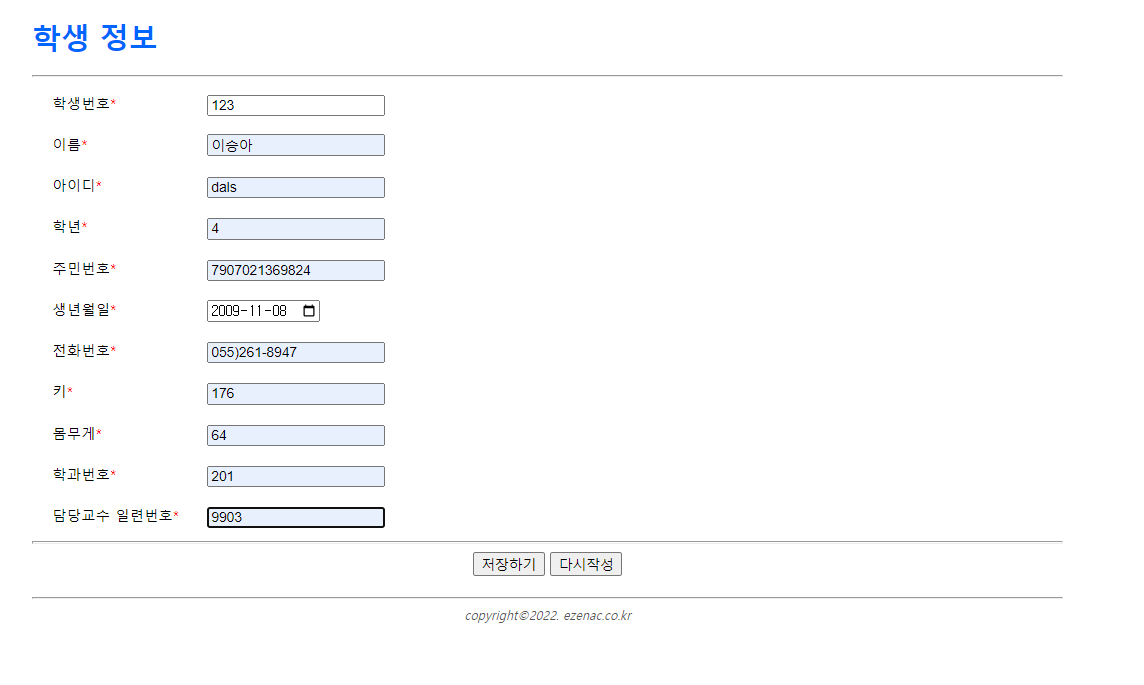 학생 정보
학생번호* 123
이름* 이승아
아이디* dals
학년* 4
주민번호* 7907021369824
생년월일* 2009-11-08
전화번호* 055)261-8947
키* 176
몸무게* 64
학과번호* 201
담당교수 일련번호* 9903
저장하기 다시작성
copyright©2022. ezenac.co.kr